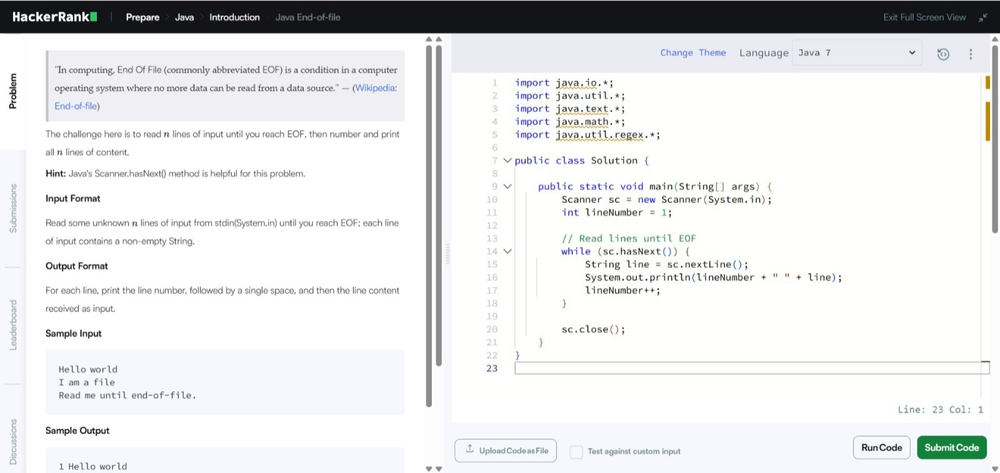 HackerRank Prepare Java Introduction Java End-of-file Exit Full Screen View
Problem
Submissions
Leaderboard
Discussions
"In computing, End Of File (commonly abbreviated EOF) is a condition in a computer
operating system where no more data can be read from a data source." — (Wikipedia:
End-of-file)
The challenge here is to read n lines of input until you reach EOF, then number and print
all n lines of content.
Hint: Java's Scanner.hasNext() method is helpful for this problem.
Input Format
Read some unknown n lines of input from stdin(System.in) until you reach EOF; each line
of input contains a non-empty String.
Output Format
For each line, print the line number, followed by a single space, and then the line content
received as input.
Sample Input
Hello world
I am a file
Read me until end-of-file.
Sample Output
1 Hello world
Change Theme Language Java 7
1 import java.io.*;
2 import java.util.*;
3 import java.text.*;
4 import java.math.*;
5 import java.util.regex.*;
6
7 public class Solution {
8
9 public static void main(String[] args) {
10 Scanner sc = new Scanner(System.in);
11 int lineNumber = 1;
12
13 // Read lines until EOF
14 while (sc.hasNext()) {
15 String line = sc.nextLine();
16 System.out.println(lineNumber + " " + line);
17 lineNumber++;
18 }
19
20 sc.close();
21 }
22 }
23
Line: 23 Col: 1
Upload Code as File Test against custom input Run Code Submit Code